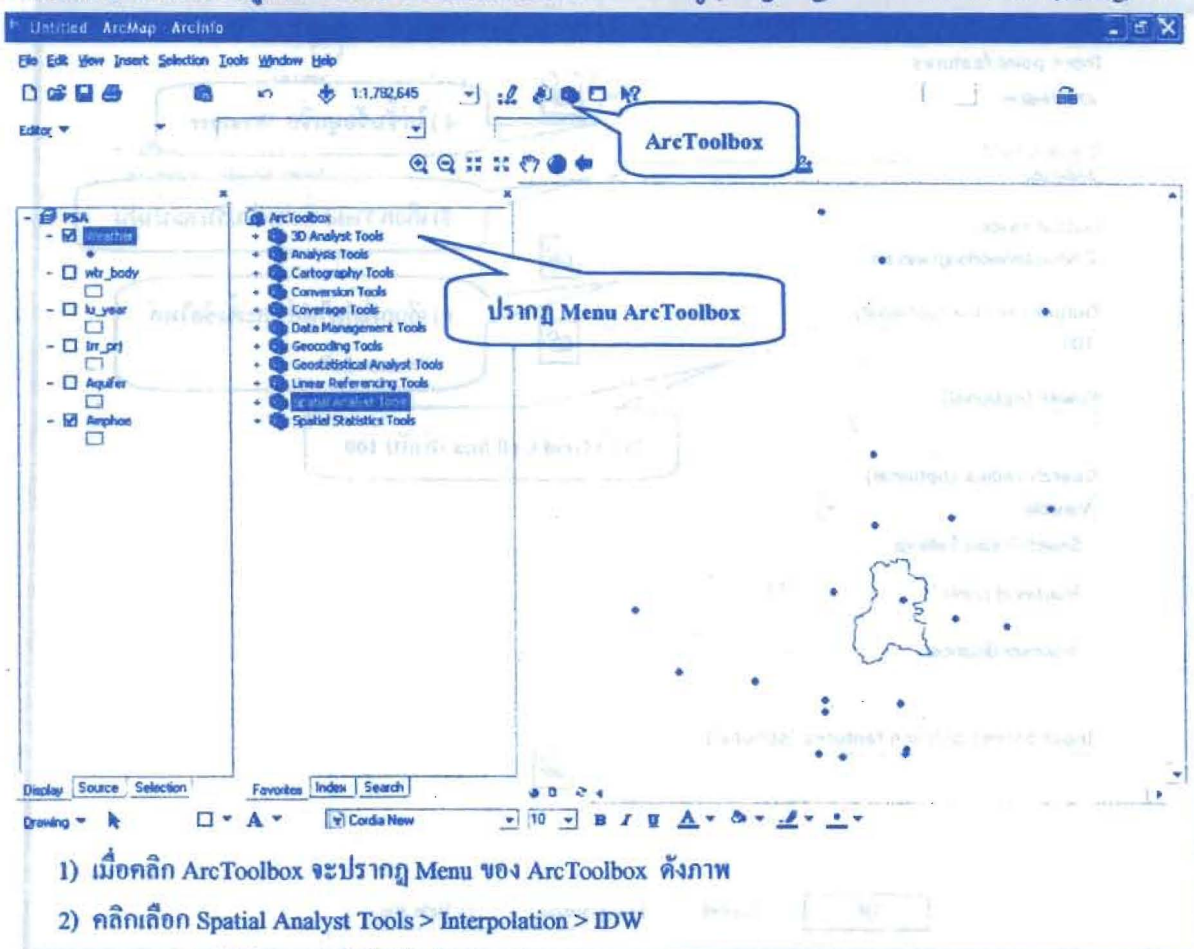 Untitled - ArcMap - ArcInfo
File Edit View Insert Selection Tools Window Help
1:1,792,645
Editor
ArcToolbox
PSA
Weather
wtr_body
lu_year
Irr_prj
Aquifer
Amphoe
ArcToolbox
3D Analyst Tools
Analysis Tools
Cartography Tools
Conversion Tools
Coverage Tools
Data Management Tools
Geocoding Tools
Geostatistical Analyst Tools
Linear Referencing Tools
Spatial Analyst Tools
Spatial Statistics Tools
ปรากฏ Menu ArcToolbox
Display Source Selection
Favorites Index Search
Drawing A Cordia New 10 B I U A
1) เมื่อคลิก ArcToolbox จะปรากฏ Menu ของ ArcToolbox ดังภาพ
2) คลิกเลือก Spatial Analyst Tools > Interpolation > IDW